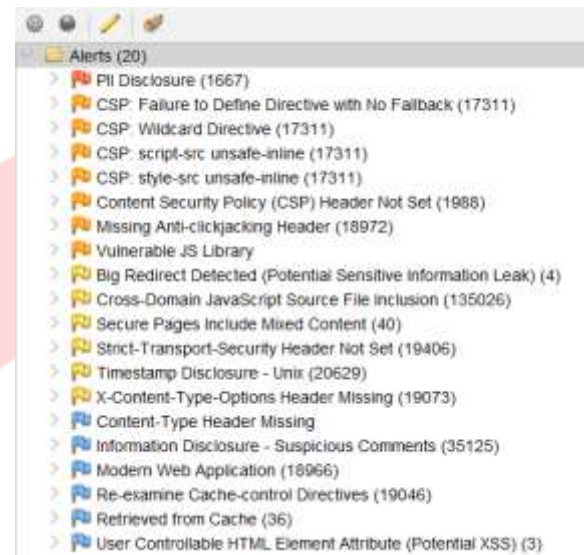 Alerts (20)
PII Disclosure (1667)
CSP: Failure to Define Directive with No Fallback (17311)
CSP: Wildcard Directive (17311)
CSP: script-src unsafe-inline (17311)
CSP: style-src unsafe-inline (17311)
Content Security Policy (CSP) Header Not Set (1988)
Missing Anti-clickjacking Header (18972)
Vulnerable JS Library
Big Redirect Detected (Potential Sensitive Information Leak) (4)
Cross-Domain JavaScript Source File Inclusion (135026)
Secure Pages Include Mixed Content (40)
Strict-Transport-Security Header Not Set (19406)
Timestamp Disclosure - Unix (20629)
X-Content-Type-Options Header Missing (19073)
Content-Type Header Missing
Information Disclosure - Suspicious Comments (35125)
Modern Web Application (18966)
Re-examine Cache-control Directives (19046)
Retrieved from Cache (36)
User Controllable HTML Element Attribute (Potential XSS) (3)